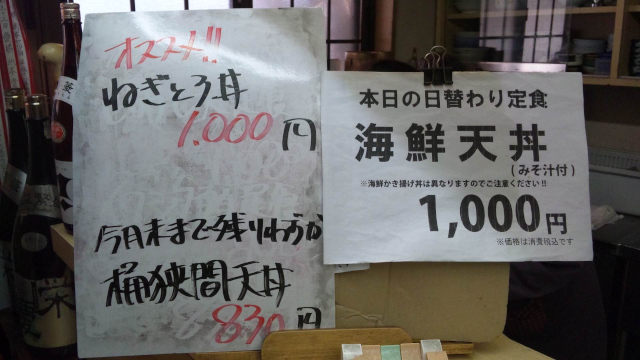 オススメ!!
ねぎとろ丼
1.000円
今月末まで残りわずか
桶狭間天丼
830円
本日の日替わり定食
海鮮天丼
(みそ汁付)
※海鮮かき揚げ丼は異なりますのでご注意ください!!
1,000円
※価格は消費税込です